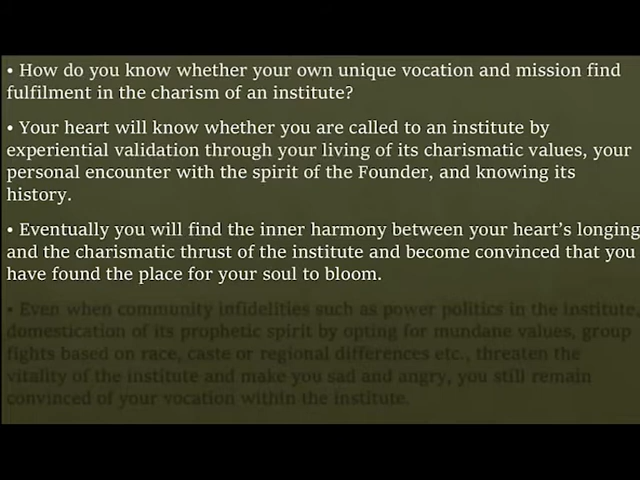 • How do you know whether your own unique vocation and mission find
fulfilment in the charism of an institute?
• Your heart will know whether you are called to an institute by
experiential validation through your living of its charismatic values, your
personal encounter with the spirit of the Founder, and knowing its
history.
• Eventually you will find the inner harmony between your heart's longing
and the charismatic thrust of the institute and become convinced that you
have found the place for your soul to bloom.
• Even when community infidelities such as power politics in the institute,
domestication of its prophetic spirit by opting for mundane values, group
fights based on race, caste or regional differences etc., threaten the
vitality of the institute and make you sad and angry, you still remain
convinced of your vocation within the institute.